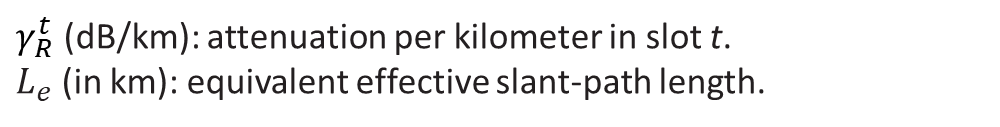 γ_R^t (dB/km): attenuation per kilometer in slot t.
L_e (in km): equivalent effective slant-path length.